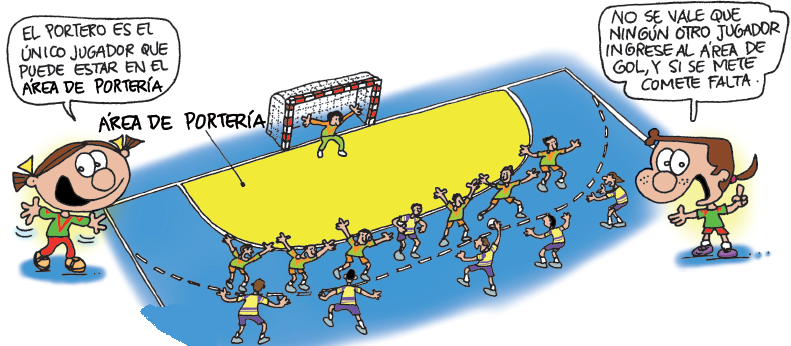 EL PORTERO ES EL
ÚNICO JUGADOR QUE
PUEDE ESTAR EN EL
ÁREA DE PORTERÍA
NO SE VALE QUE
NINGÚN OTRO JUGADOR
INGRESE AL ÁREA DE
GOL, Y SI SE METE
COMETE FALTA.
ÁREA DE PORTERÍA